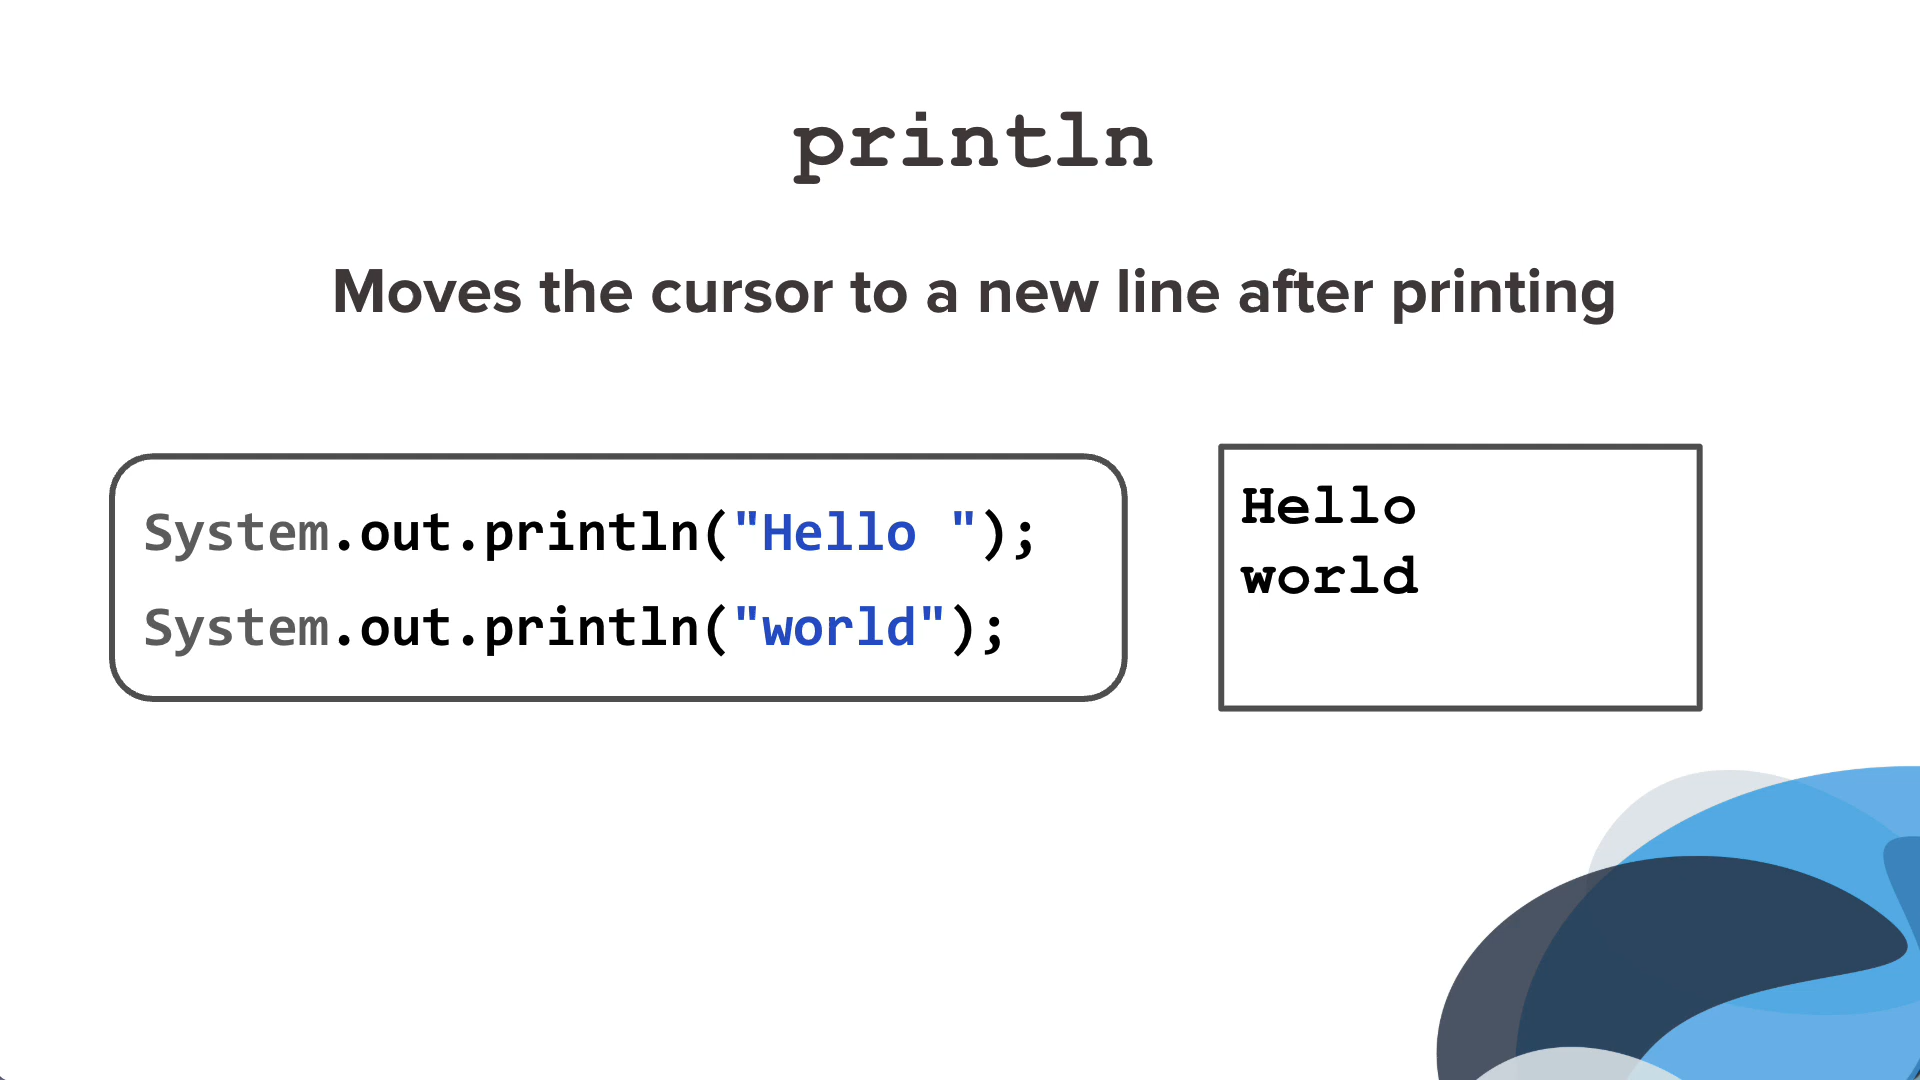 println
Moves the cursor to a new line after printing
System.out.println("Hello ");
System.out.println("world");
Hello
world